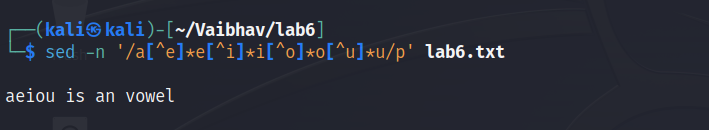 ┌──(kali㉿kali)-[~/Vaibhav/lab6]
└─$ sed -n '/a[^e]*e[^i]*i[^o]*o[^u]*u/p' lab6.txt
aeiou is an vowel